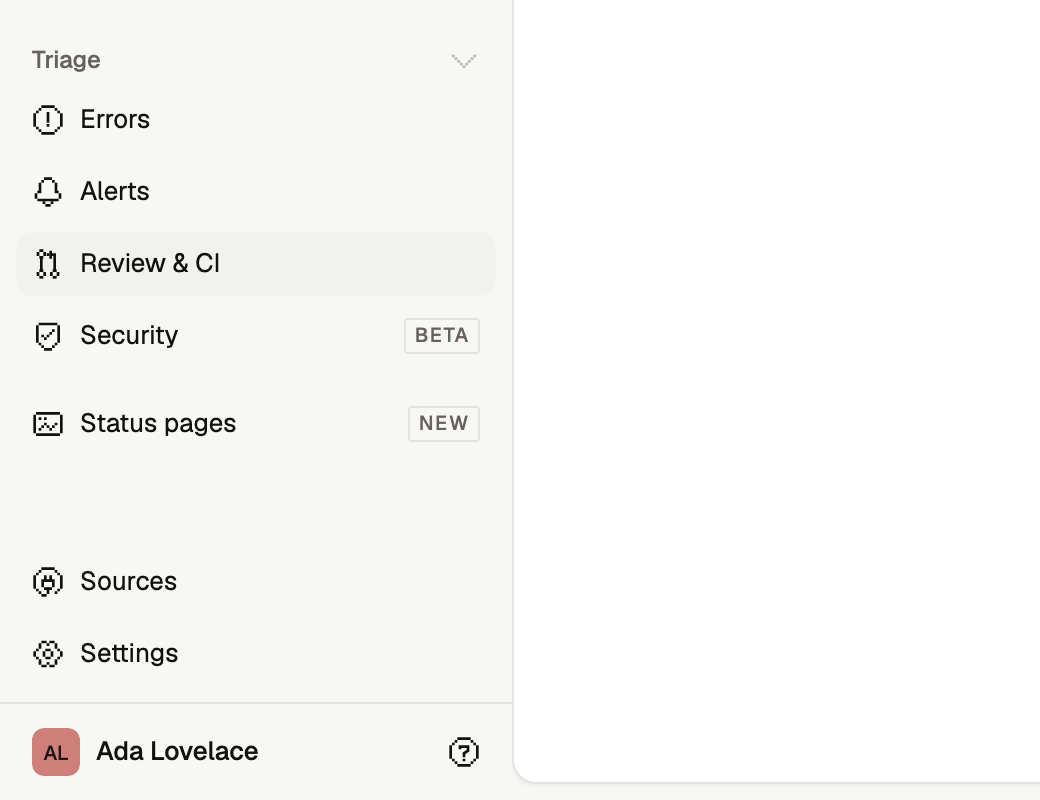 Triage
Errors
Alerts
Review & CI
Security BETA
Status pages NEW
Sources
Settings
AL Ada Lovelace ?